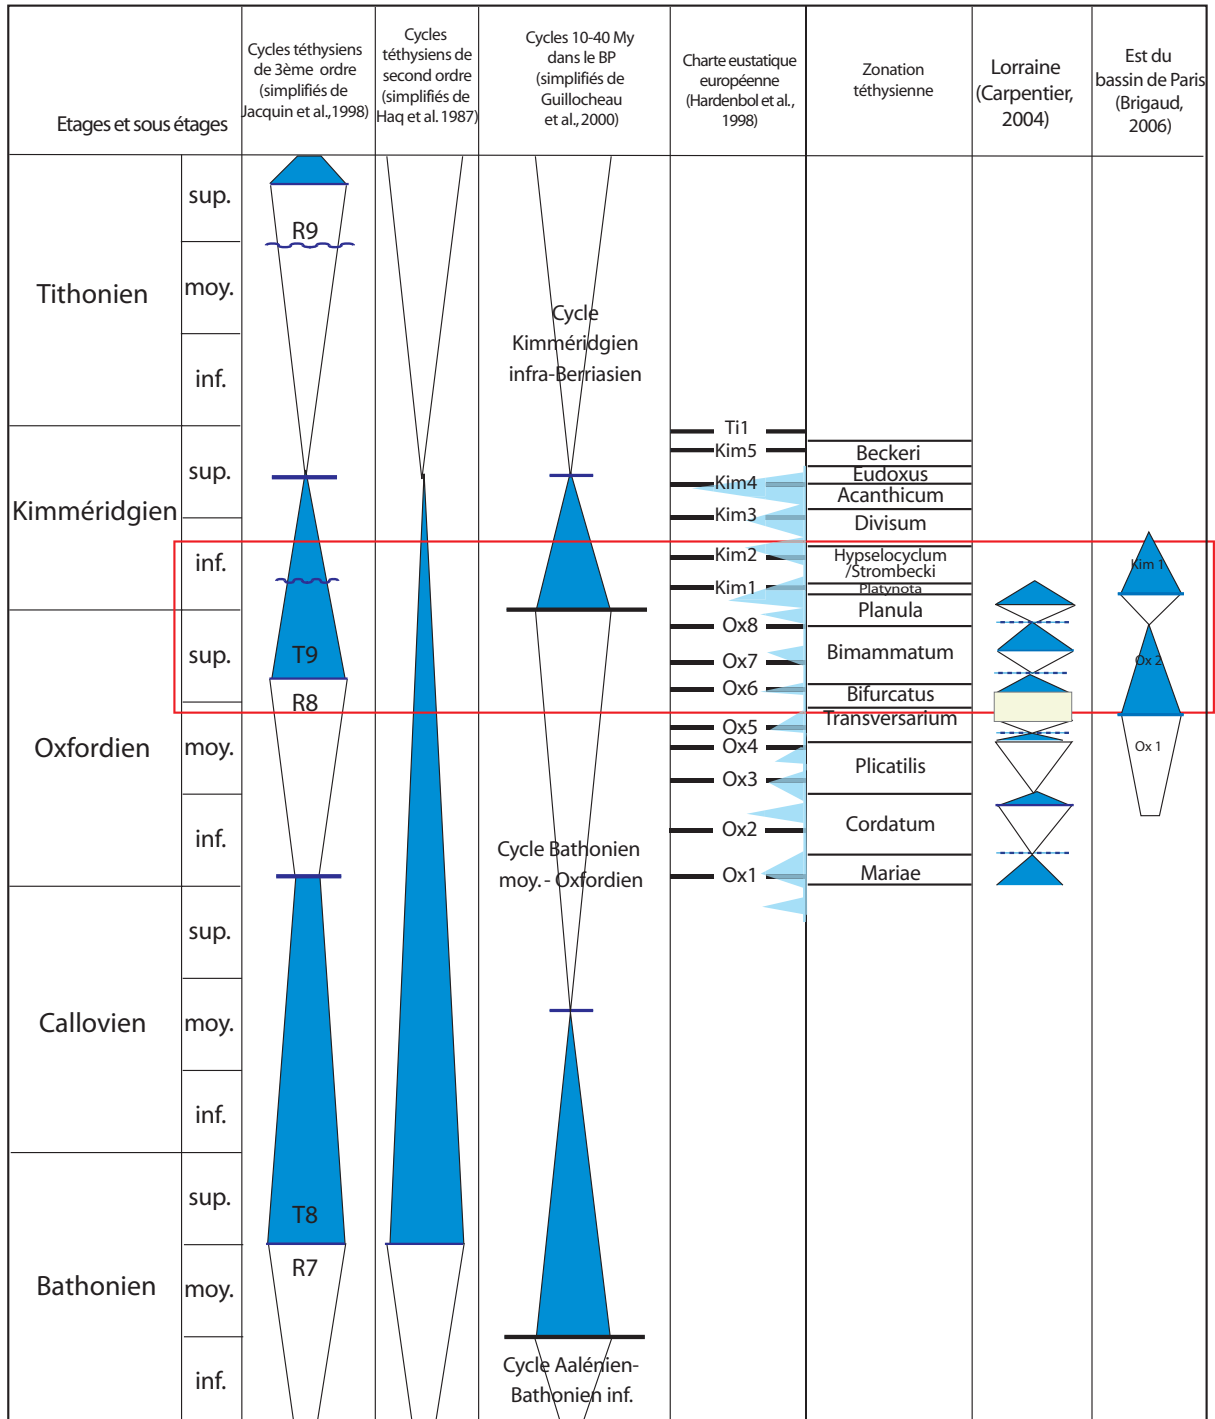 Etages et sous étages
Cycles téthysiens
de 3ème ordre
(simplifiés de
Jacquin et al.,1998)
Cycles
téthysiens de
second ordre
(simplifiés de
Haq et al. 1987)
Cycles 10-40 My
dans le BP
(simplifiés de
Guillocheau
et al., 2000)
Charte eustatique
européenne
(Hardenbol et al.,
1998)
Zonation
téthysienne
Lorraine
(Carpentier,
2004)
Est du
bassin de Paris
(Brigaud,
2006)
Tithonien
sup.
moy.
inf.
Kimméridgien
sup.
inf.
Oxfordien
sup.
moy.
inf.
Callovien
sup.
moy.
inf.
Bathonien
sup.
moy.
inf.
R9
T9
R8
T8
R7
Cycle
Kimméridgien
infra-Berriasien
Cycle Bathonien
moy. - Oxfordien
Cycle Aalénien-
Bathonien inf.
Ti1
Kim5
Kim4
Kim3
Kim2
Kim1
Ox8
Ox7
Ox6
Ox5
Ox4
Ox3
Ox2
Ox1
Beckeri
Eudoxus
Acanthicum
Divisum
Hypselocyclum
/Strombecki
Platynota
Planula
Bimammatum
Bifurcatus
Transversarium
Plicatilis
Cordatum
Mariae
Kim 1
Ox 2
Ox 1